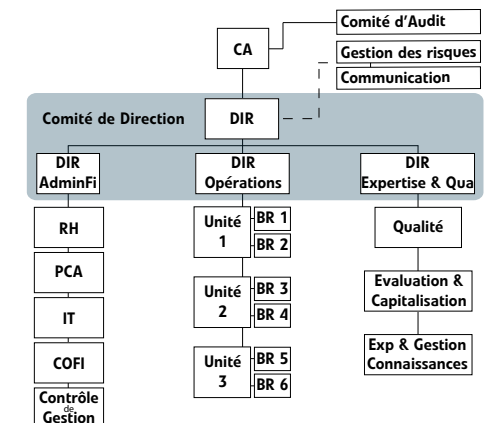 Comité d'Audit
CA
Gestion des risques
Communication
Comité de Direction
DIR
DIR
AdminFi
DIR
Opérations
DIR
Expertise & Qua
RH
PCA
IT
COFI
Contrôle
de
Gestion
Unité
1
BR 1
BR 2
Unité
2
BR 3
BR 4
Unité
3
BR 5
BR 6
Qualité
Evaluation &
Capitalisation
Exp & Gestion
Connaissances